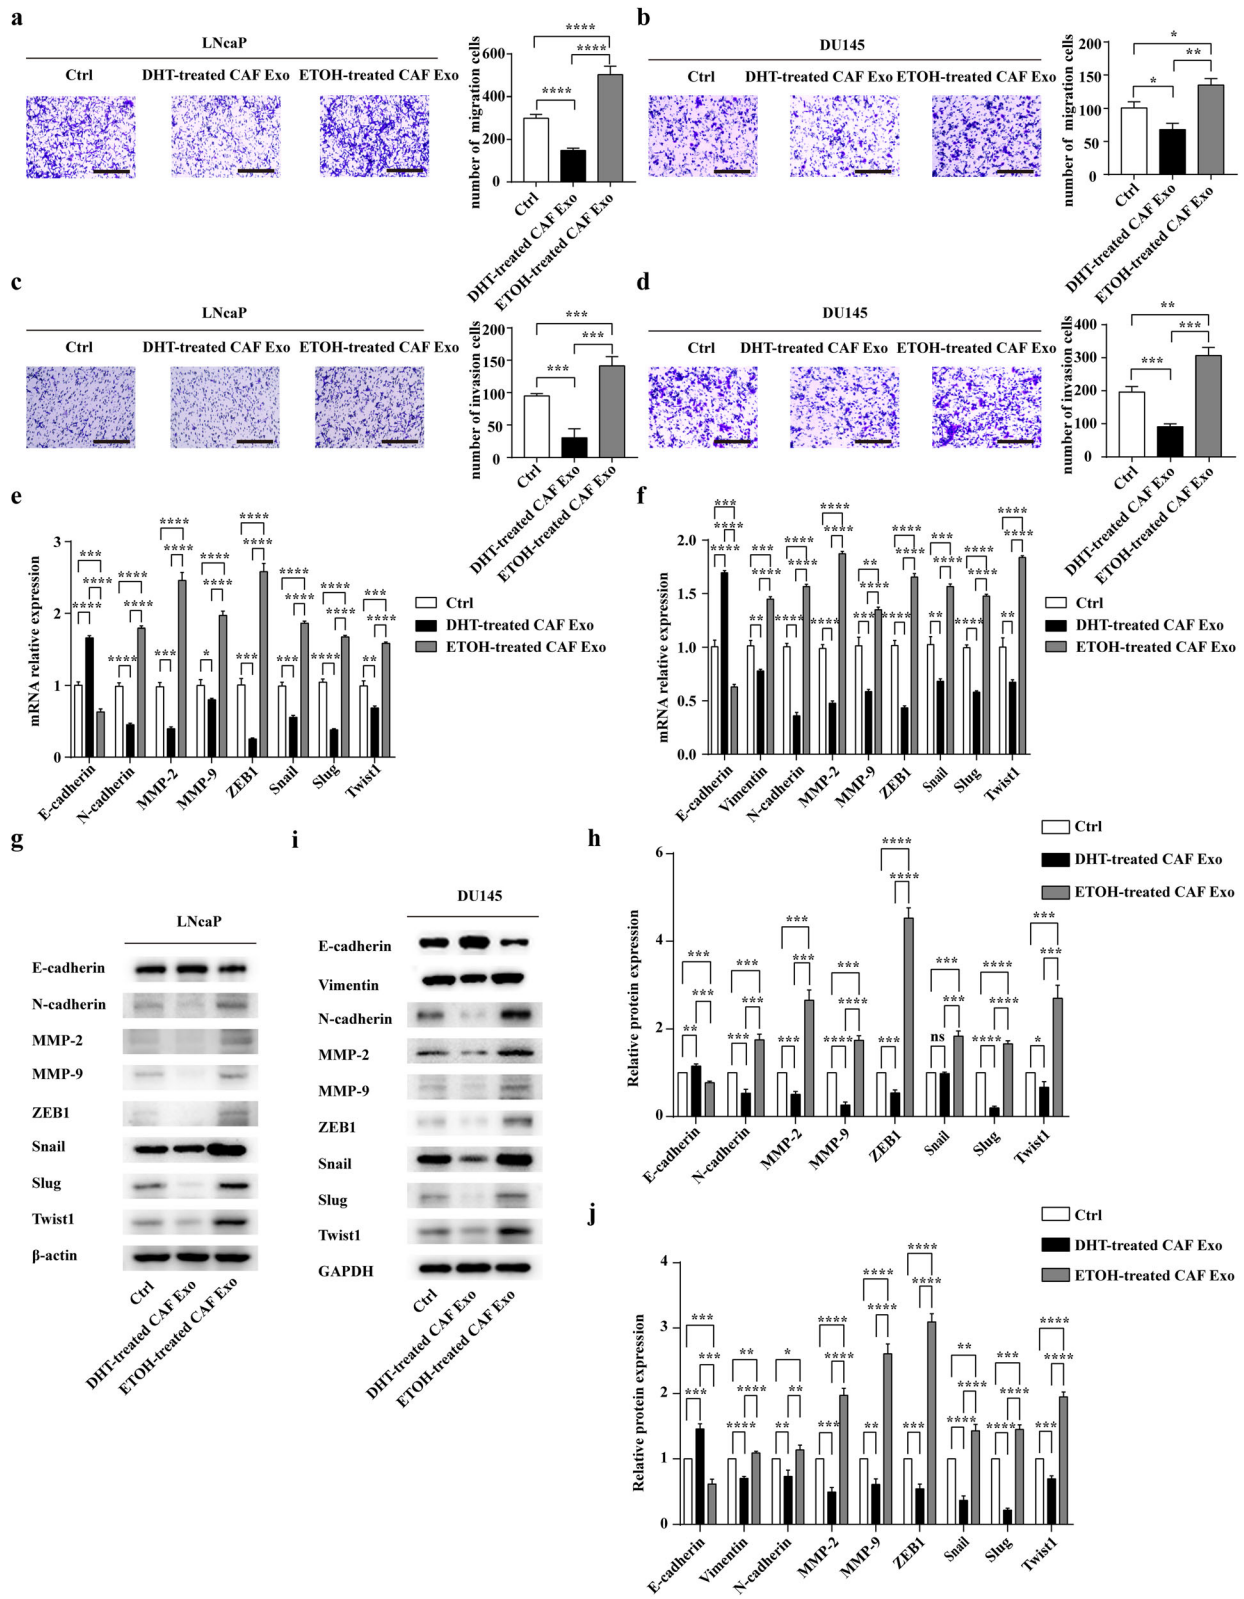 a
LNcaP
Ctrl
DHT-treated CAF Exo
ETOH-treated CAF Exo
number of migration cells
600
400
200
0
****
****
****
Ctrl
DHT-treated CAF Exo
ETOH-treated CAF Exo
b
DU145
Ctrl
DHT-treated CAF Exo
ETOH-treated CAF Exo
number of migration cells
200
150
100
50
0
*
**
*
Ctrl
DHT-treated CAF Exo
ETOH-treated CAF Exo
c
LNcaP
Ctrl
DHT-treated CAF Exo
ETOH-treated CAF Exo
number of invasion cells
200
150
100
50
0
***
***
***
Ctrl
DHT-treated CAF Exo
ETOH-treated CAF Exo
d
DU145
Ctrl
DHT-treated CAF Exo
ETOH-treated CAF Exo
number of invasion cells
400
300
200
100
0
**
***
***
Ctrl
DHT-treated CAF Exo
ETOH-treated CAF Exo
e
mRNA relative expression
3
2
1
0
*** **** ****
**** **** ****
**** **** ***
**** **** *
**** **** ***
**** **** ****
**** **** ****
*** **** **
E-cadherin
N-cadherin
MMP-2
MMP-9
ZEB1
Snail
Slug
Twist1
Ctrl
DHT-treated CAF Exo
ETOH-treated CAF Exo
f
mRNA relative expression
2.0
1.5
1.0
0.5
0.0
*** **** ****
*** **** **
**** **** ****
**** **** ****
** **** ***
**** **** ****
*** **** **
**** **** ****
**** **** **
E-cadherin
Vimentin
N-cadherin
MMP-2
MMP-9
ZEB1
Snail
Slug
Twist1
Ctrl
DHT-treated CAF Exo
ETOH-treated CAF Exo
g
LNcaP
E-cadherin
N-cadherin
MMP-2
MMP-9
ZEB1
Snail
Slug
Twist1
β-actin
Ctrl
DHT-treated CAF Exo
ETOH-treated CAF Exo
i
DU145
E-cadherin
Vimentin
N-cadherin
MMP-2
MMP-9
ZEB1
Snail
Slug
Twist1
GAPDH
Ctrl
DHT-treated CAF Exo
ETOH-treated CAF Exo
h
Relative protein expression
6
4
2
0
*** *** **
*** *** ***
*** *** ***
*** **** ****
**** **** ***
*** *** ns
**** **** ****
*** *** *
E-cadherin
N-cadherin
MMP-2
MMP-9
ZEB1
Snail
Slug
Twist1
Ctrl
DHT-treated CAF Exo
ETOH-treated CAF Exo
j
Relative protein expression
4
3
2
1
0
*** *** ***
** **** ****
* ** **
**** **** ***
**** **** **
**** **** ***
** **** ****
*** **** ****
**** **** ***
E-cadherin
Vimentin
N-cadherin
MMP-2
MMP-9
ZEB1
Snail
Slug
Twist1
Ctrl
DHT-treated CAF Exo
ETOH-treated CAF Exo